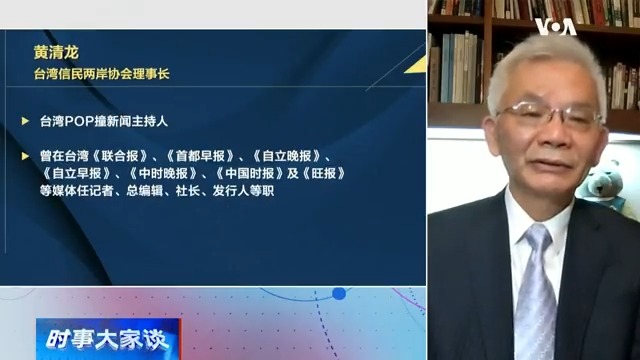 黄清龙
台湾信民两岸协会理事长
台湾POP撞新闻主持人
曾在台湾《联合报》、《首都早报》、《自立晚报》、
《自立早报》、《中时晚报》、《中国时报》及《旺报》
等媒体任记者、总编辑、社长、发行人等职
VOA
时事大家谈